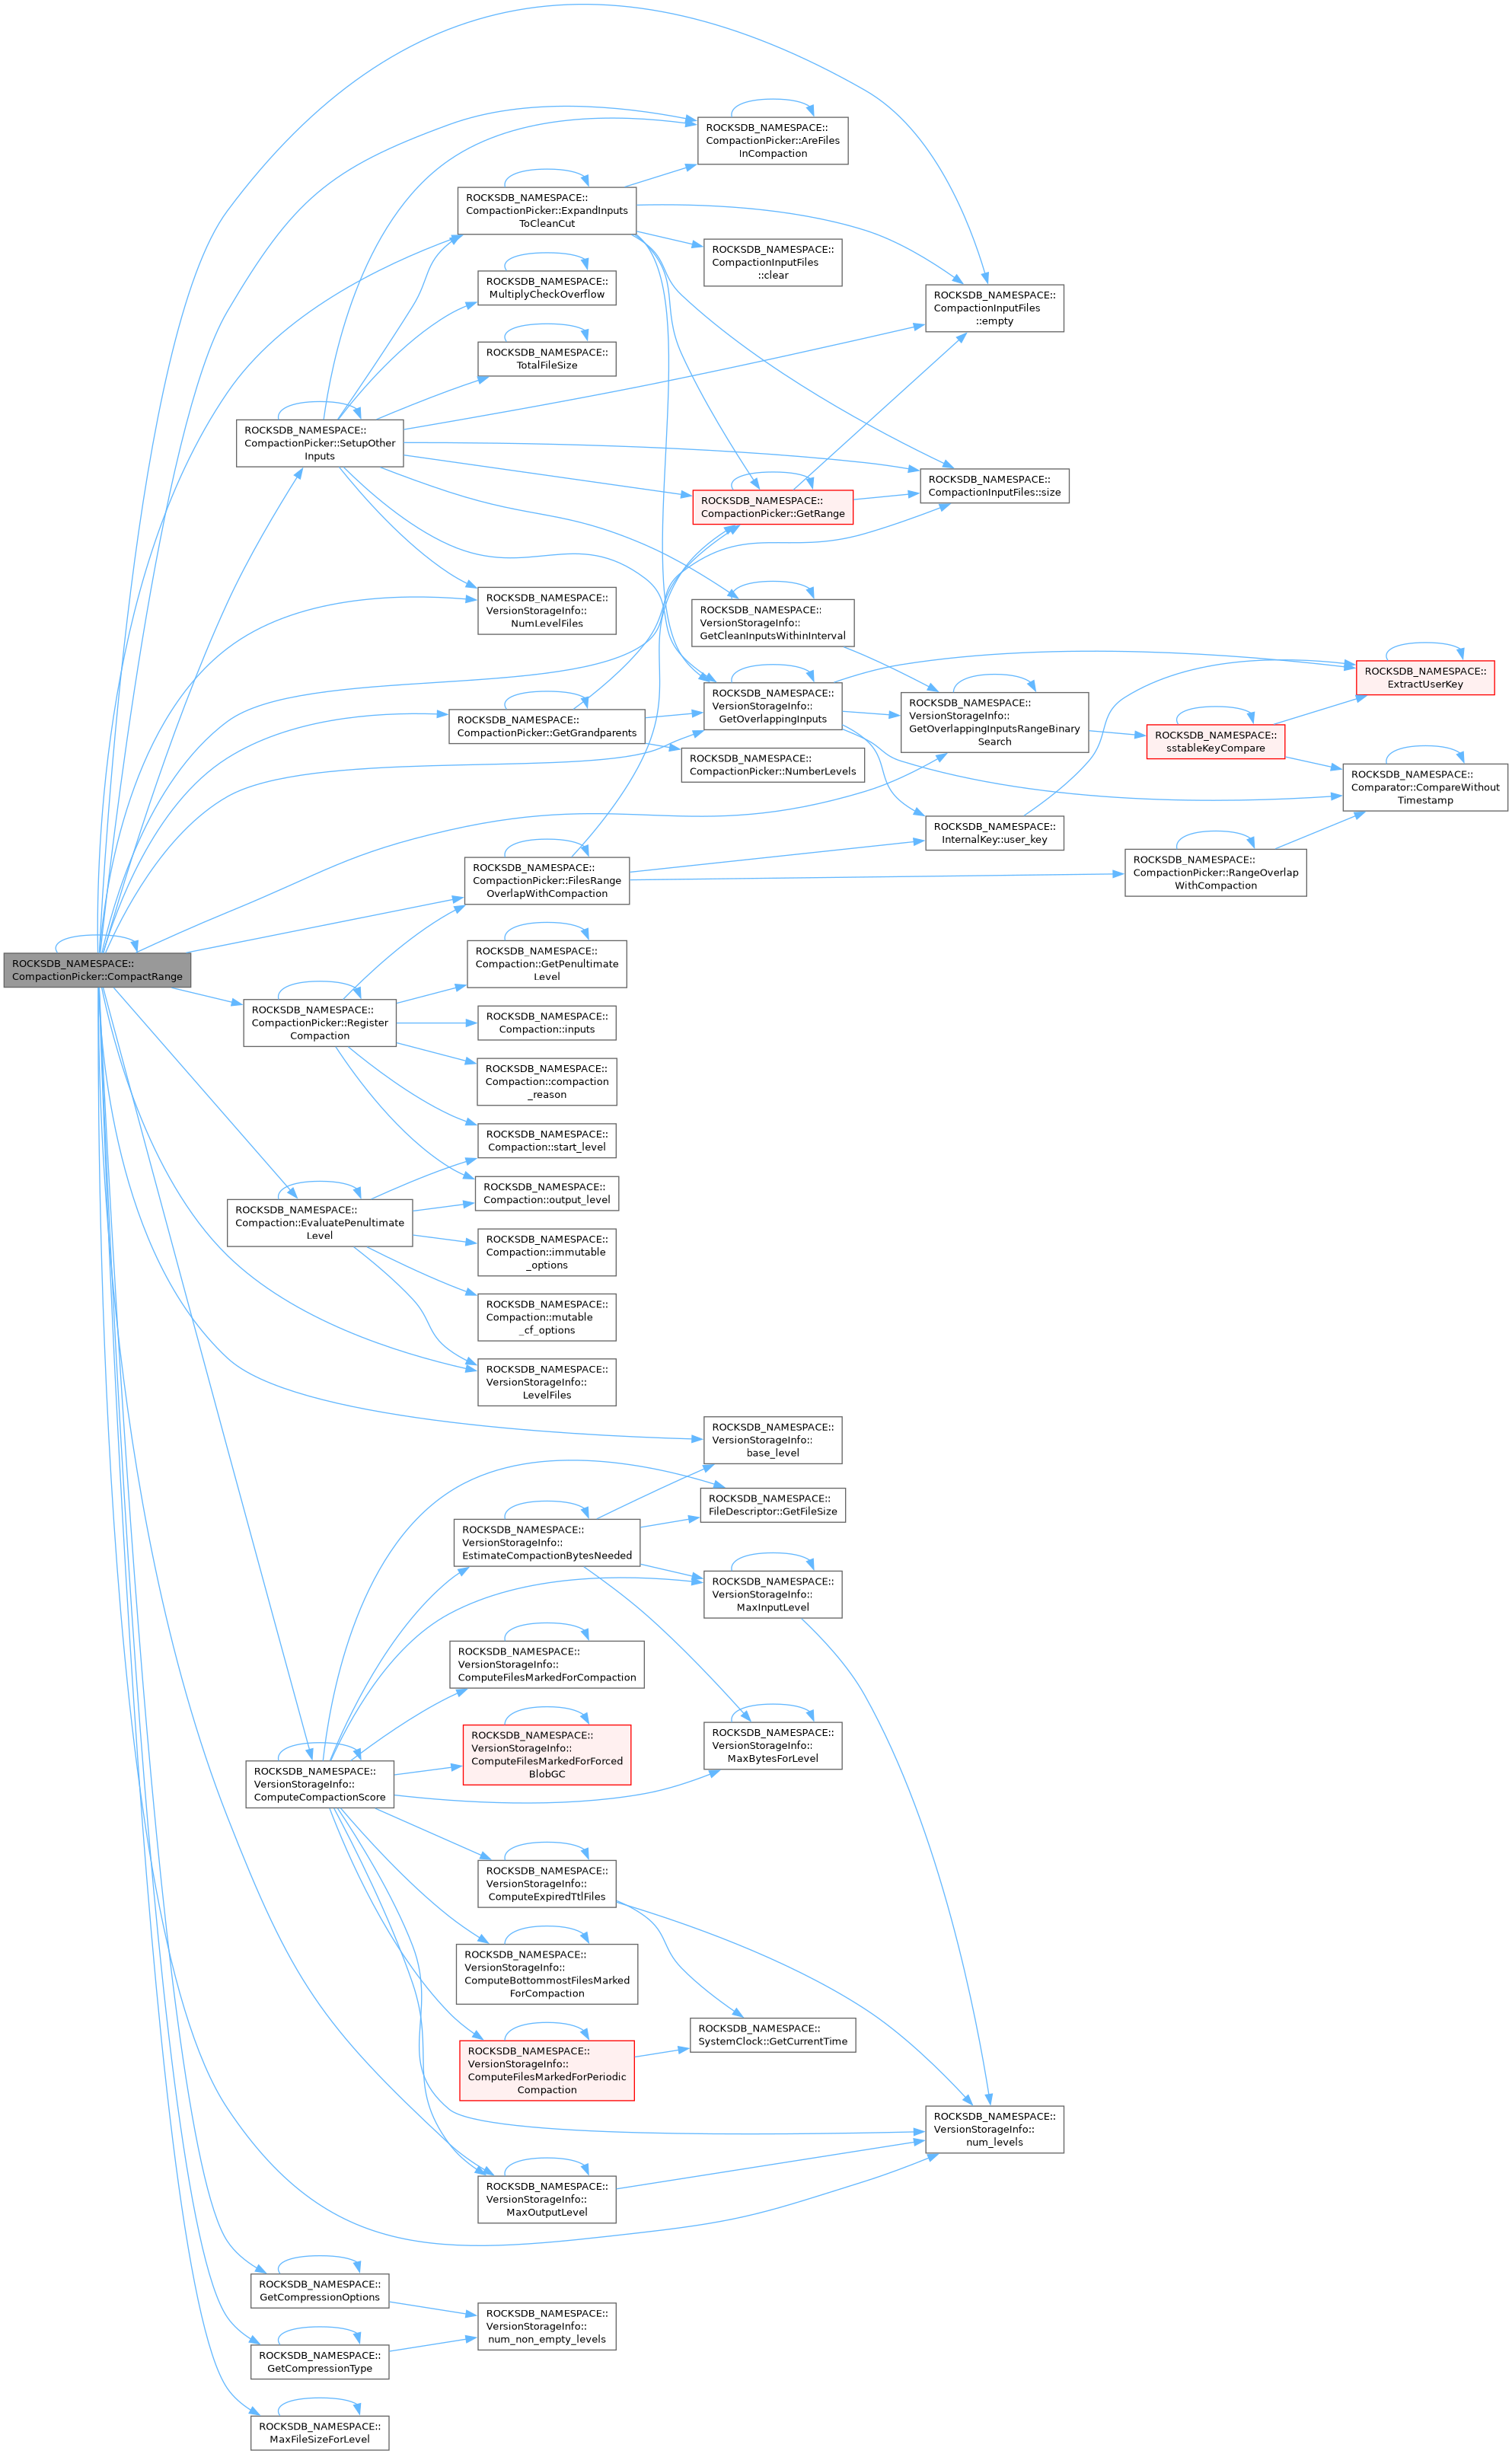 ROCKSDB_NAMESPACE::
CompactionPicker::AreFiles
InCompaction
ROCKSDB_NAMESPACE::
CompactionPicker::ExpandInputs
ToCleanCut
ROCKSDB_NAMESPACE::
CompactionInputFiles
::clear
ROCKSDB_NAMESPACE::
MultiplyCheckOverflow
ROCKSDB_NAMESPACE::
CompactionInputFiles
::empty
ROCKSDB_NAMESPACE::
TotalFileSize
ROCKSDB_NAMESPACE::
CompactionPicker::SetupOther
Inputs
ROCKSDB_NAMESPACE::
CompactionInputFiles::size
ROCKSDB_NAMESPACE::
CompactionPicker::GetRange
ROCKSDB_NAMESPACE::
VersionStorageInfo::
NumLevelFiles
ROCKSDB_NAMESPACE::
VersionStorageInfo::
GetCleanInputsWithinInterval
ROCKSDB_NAMESPACE::
ExtractUserKey
ROCKSDB_NAMESPACE::
VersionStorageInfo::
GetOverlappingInputs
ROCKSDB_NAMESPACE::
VersionStorageInfo::
GetOverlappingInputsRangeBinary
Search
ROCKSDB_NAMESPACE::
CompactionPicker::GetGrandparents
ROCKSDB_NAMESPACE::
sstableKeyCompare
ROCKSDB_NAMESPACE::
CompactionPicker::NumberLevels
ROCKSDB_NAMESPACE::
Comparator::CompareWithout
Timestamp
ROCKSDB_NAMESPACE::
InternalKey::user_key
ROCKSDB_NAMESPACE::
CompactionPicker::RangeOverlap
WithCompaction
ROCKSDB_NAMESPACE::
CompactionPicker::FilesRange
OverlapWithCompaction
ROCKSDB_NAMESPACE::
CompactionPicker::CompactRange
ROCKSDB_NAMESPACE::
Compaction::GetPenultimate
Level
ROCKSDB_NAMESPACE::
CompactionPicker::Register
Compaction
ROCKSDB_NAMESPACE::
Compaction::inputs
ROCKSDB_NAMESPACE::
Compaction::compaction
_reason
ROCKSDB_NAMESPACE::
Compaction::start_level
ROCKSDB_NAMESPACE::
Compaction::output_level
ROCKSDB_NAMESPACE::
Compaction::EvaluatePenultimate
Level
ROCKSDB_NAMESPACE::
Compaction::immutable
_options
ROCKSDB_NAMESPACE::
Compaction::mutable
_cf_options
ROCKSDB_NAMESPACE::
VersionStorageInfo::
LevelFiles
ROCKSDB_NAMESPACE::
VersionStorageInfo::
base_level
ROCKSDB_NAMESPACE::
FileDescriptor::GetFileSize
ROCKSDB_NAMESPACE::
VersionStorageInfo::
EstimateCompactionBytesNeeded
ROCKSDB_NAMESPACE::
VersionStorageInfo::
MaxInputLevel
ROCKSDB_NAMESPACE::
VersionStorageInfo::
ComputeFilesMarkedForCompaction
ROCKSDB_NAMESPACE::
VersionStorageInfo::
ComputeFilesMarkedForForced
BlobGC
ROCKSDB_NAMESPACE::
VersionStorageInfo::
MaxBytesForLevel
ROCKSDB_NAMESPACE::
VersionStorageInfo::
ComputeCompactionScore
ROCKSDB_NAMESPACE::
VersionStorageInfo::
ComputeExpiredTtlFiles
ROCKSDB_NAMESPACE::
VersionStorageInfo::
ComputeBottommostFilesMarked
ForCompaction
ROCKSDB_NAMESPACE::
SystemClock::GetCurrentTime
ROCKSDB_NAMESPACE::
VersionStorageInfo::
ComputeFilesMarkedForPeriodic
Compaction
ROCKSDB_NAMESPACE::
VersionStorageInfo::
num_levels
ROCKSDB_NAMESPACE::
VersionStorageInfo::
MaxOutputLevel
ROCKSDB_NAMESPACE::
GetCompressionOptions
ROCKSDB_NAMESPACE::
VersionStorageInfo::
num_non_empty_levels
ROCKSDB_NAMESPACE::
GetCompressionType
ROCKSDB_NAMESPACE::
MaxFileSizeForLevel